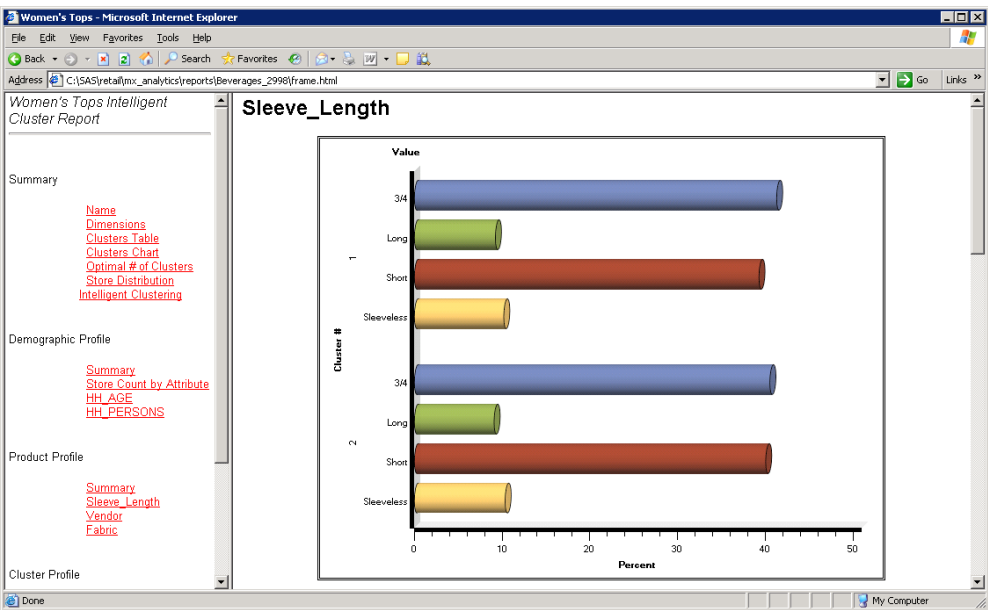 Women's Tops - Microsoft Internet Explorer
File Edit View Favorites Tools Help
Back Search Favorites
Address C:\SAS\retail\mx_analytics\reports\Beverages_2998\frame.html Go Links »
Women's Tops Intelligent
Cluster Report
Summary
Name
Dimensions
Clusters Table
Clusters Chart
Optimal # of Clusters
Store Distribution
Intelligent Clustering
Demographic Profile
Summary
Store Count by Attribute
HH_AGE
HH_PERSONS
Product Profile
Summary
Sleeve_Length
Vendor
Fabric
Cluster Profile
Sleeve_Length
Value
3/4
Long
1
Short
Sleeveless
Cluster #
3/4
Long
2
Short
Sleeveless
0 10 20 30 40 50
Percent
Done My Computer